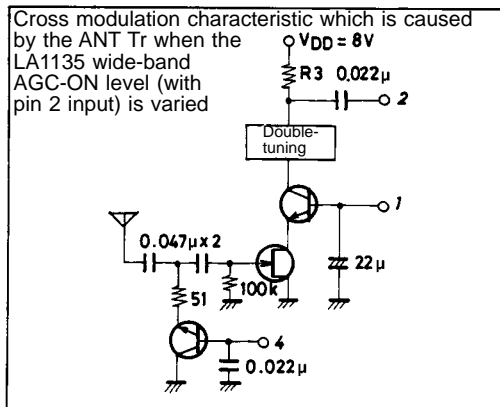 Cross modulation characteristic which is caused
by the ANT Tr when the
LA1135 wide-band
AGC-ON level (with
pin 2 input) is varied
VDD = 8V
R3 0.022μ
2
Double-
tuning
1
0.047μ×2
22μ
100k
51
4
0.022μ